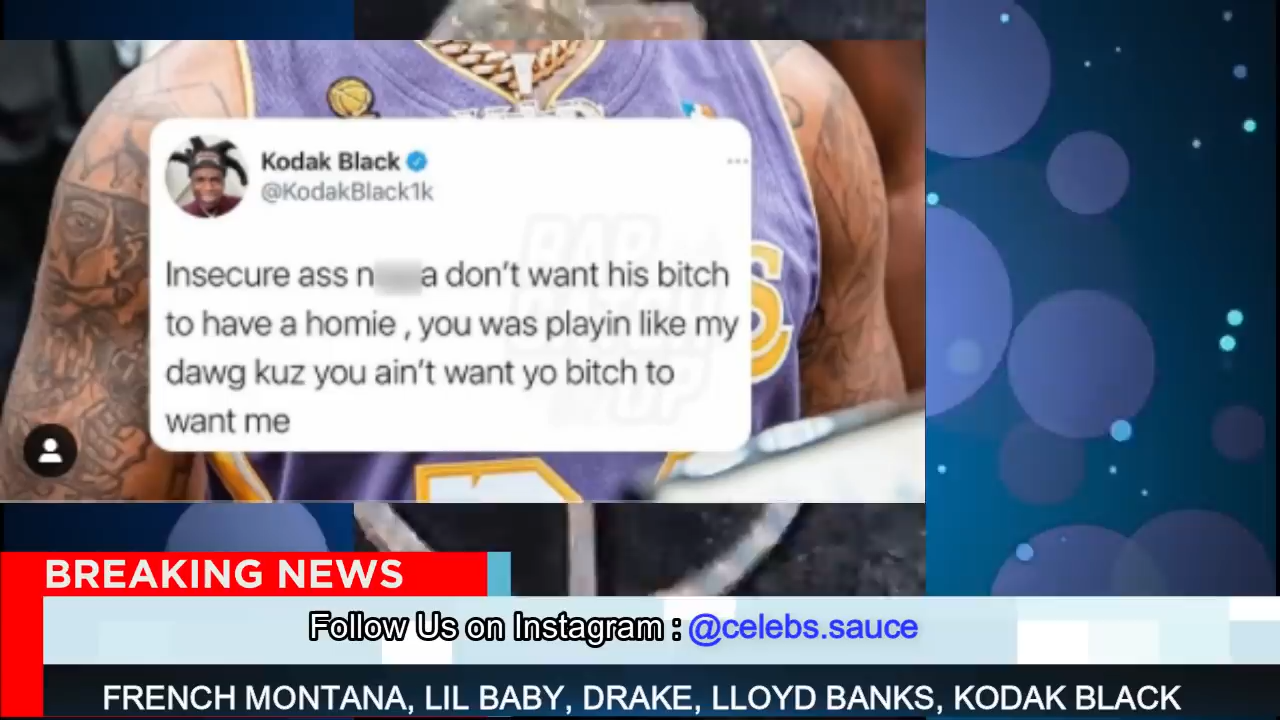 Kodak Black
@KodakBlack1k
Insecure ass n a don't want his bitch
to have a homie , you was playin like my
dawg kuz you ain't want yo bitch to
want me
BREAKING NEWS
Follow Us on Instagram : @celebs.sauce
FRENCH MONTANA, LIL BABY, DRAKE, LLOYD BANKS, KODAK BLACK